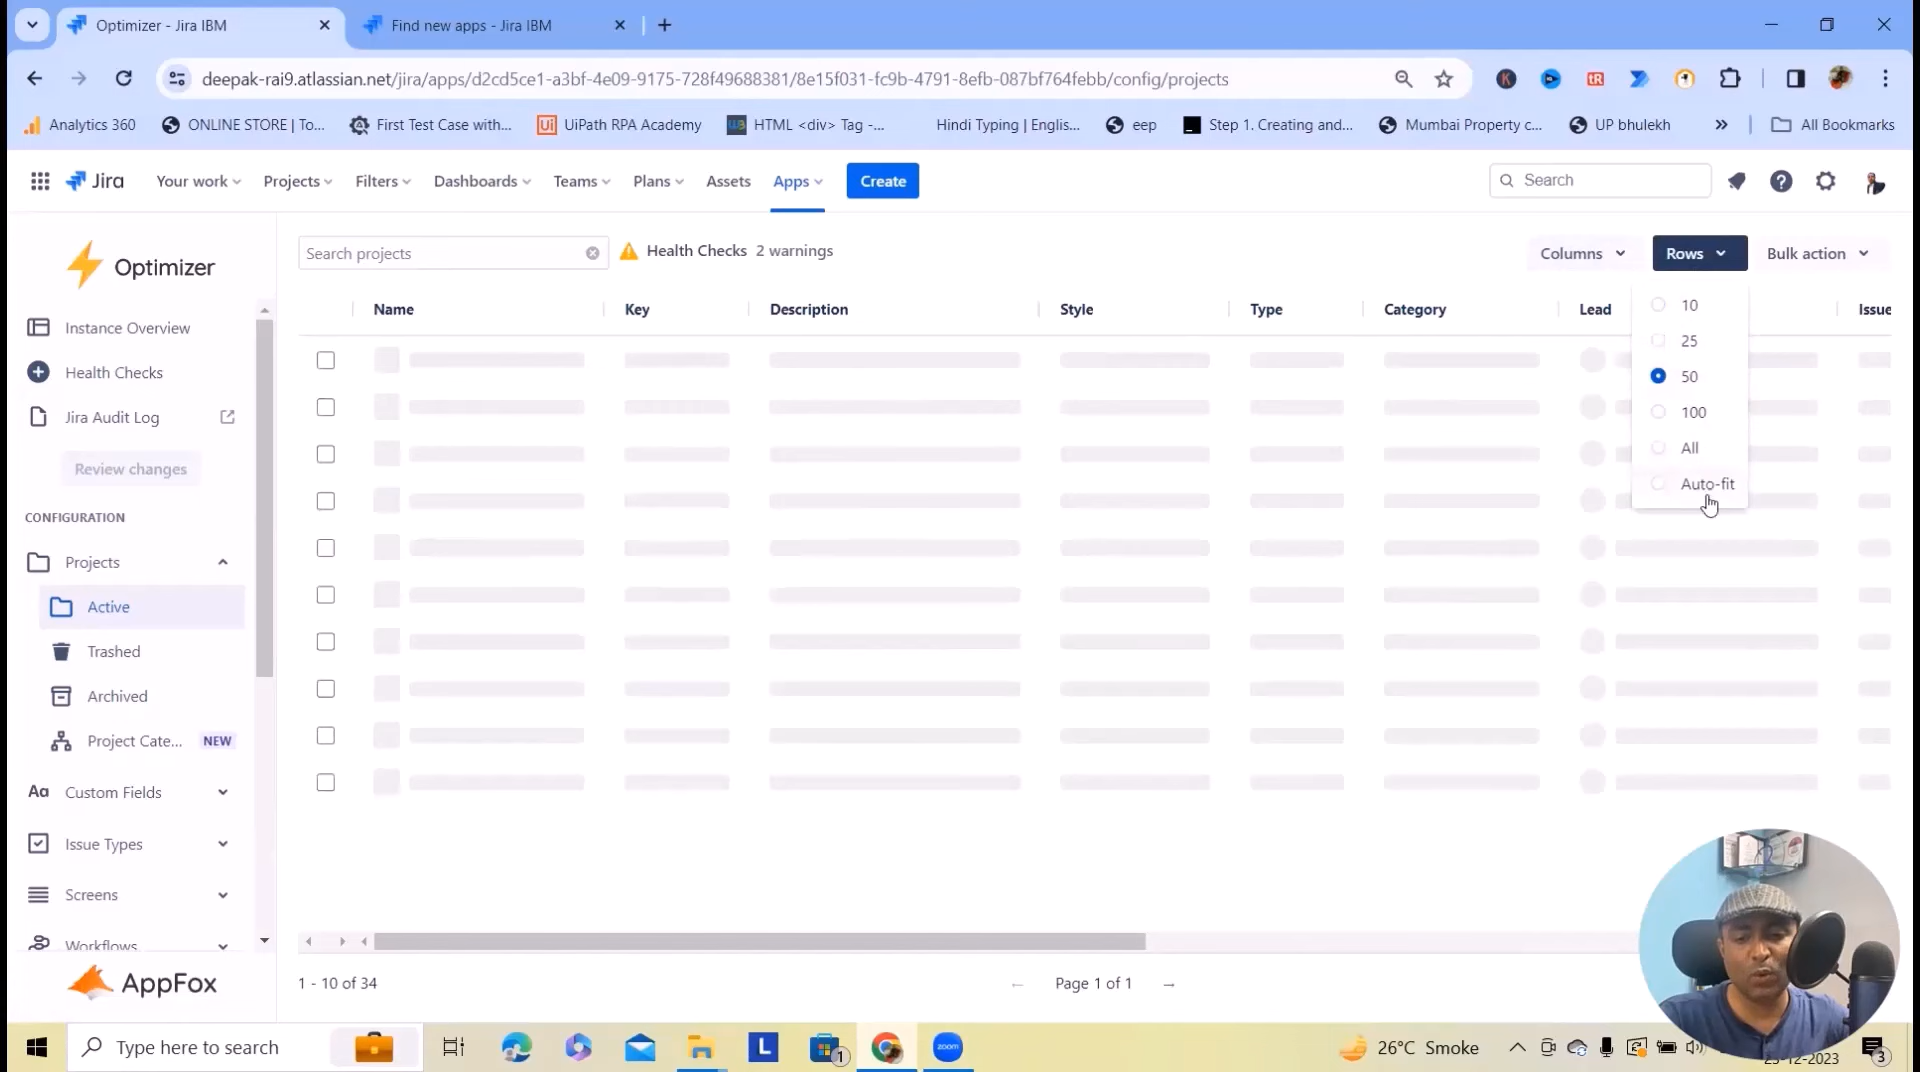 Optimizer - Jira IBM
Find new apps - Jira IBM
deepak-rai9.atlassian.net/jira/apps/d2cd5ce1-a3bf-4e09-9175-728f49688381/8e15f031-fc9b-4791-8efb-087bf764febb/config/projects
Analytics 360
ONLINE STORE | To...
First Test Case with...
UiPath RPA Academy
HTML <div> Tag -...
Hindi Typing | Englis...
eep
Step 1. Creating and...
Mumbai Property c...
UP bhulekh
All Bookmarks
Jira
Your work
Projects
Filters
Dashboards
Teams
Plans
Assets
Apps
Create
Search
Optimizer
Instance Overview
Health Checks
Jira Audit Log
Review changes
CONFIGURATION
Projects
Active
Trashed
Archived
Project Cate... NEW
Aa Custom Fields
Issue Types
Screens
Workflows
AppFox
Search projects
Health Checks 2 warnings
Columns
Rows
Bulk action
Name Key Description Style Type Category Lead Issue
10
25
50
100
All
Auto-fit
1 - 10 of 34
Page 1 of 1
Type here to search
L
1
zoom
26°C Smoke
3